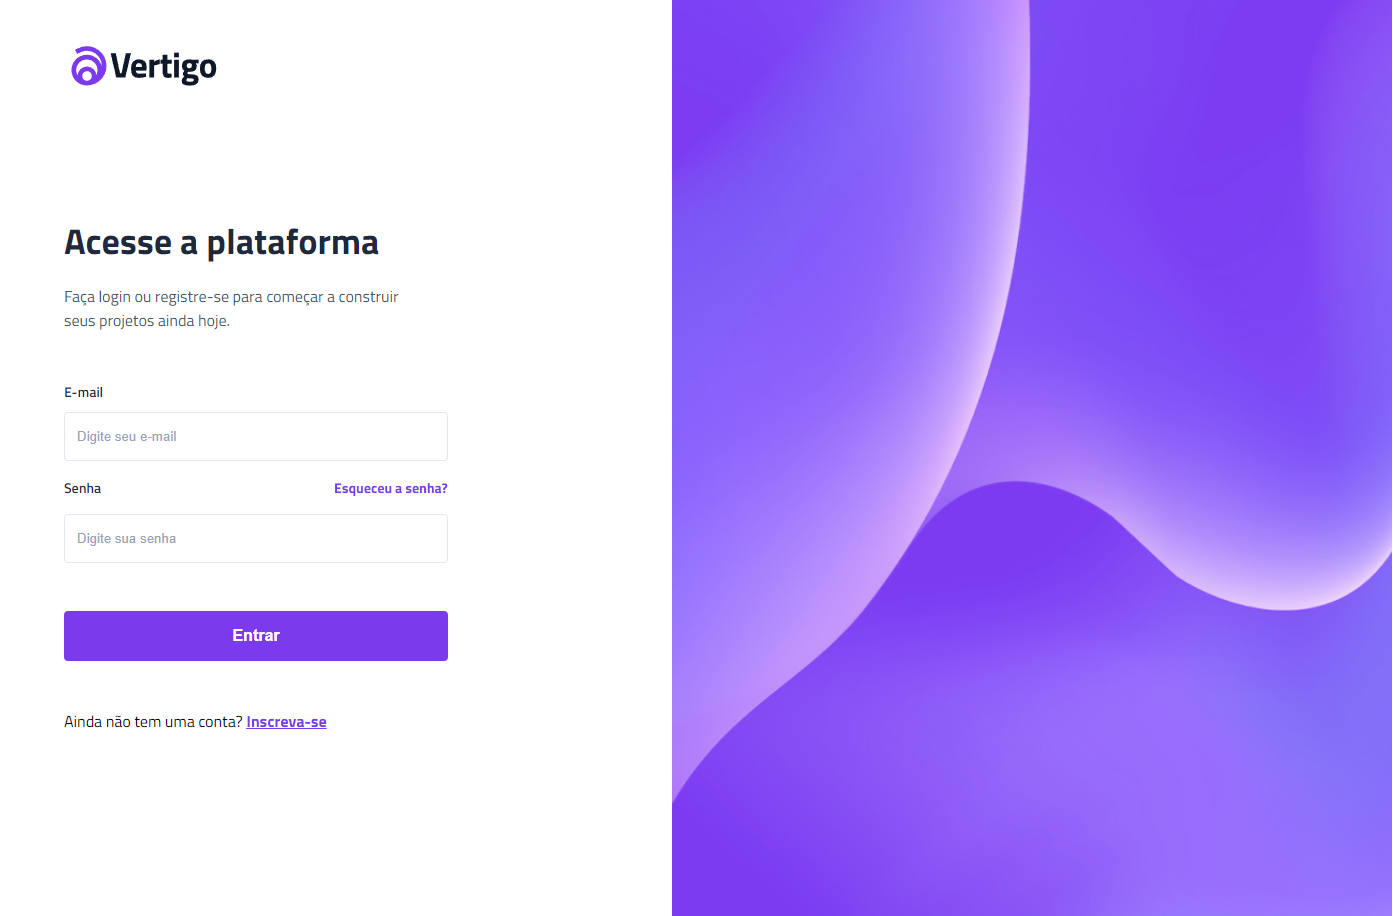 Vertigo
Acesse a plataforma
Faça login ou registre-se para começar a construir
seus projetos ainda hoje.
E-mail
Digite seu e-mail
Senha Esqueceu a senha?
Digite sua senha
Entrar
Ainda não tem uma conta? Inscreva-se